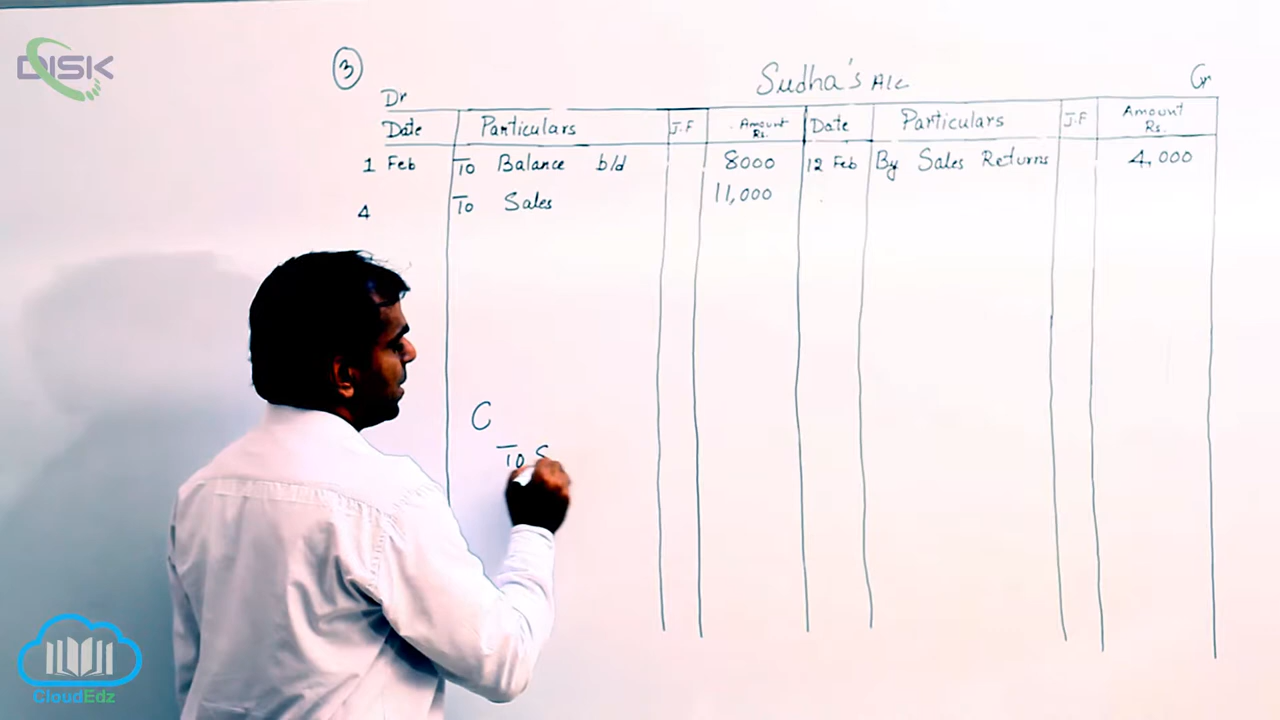 DISK
3
Sudha's A/c
Dr
Cr
Date Particulars J.F Amount Rs. Date Particulars J.F Amount Rs.
1 Feb To Balance b/d 8000 12 Feb By Sales Returns 4,000
4 To Sales 11,000
C
To S
CloudEdz